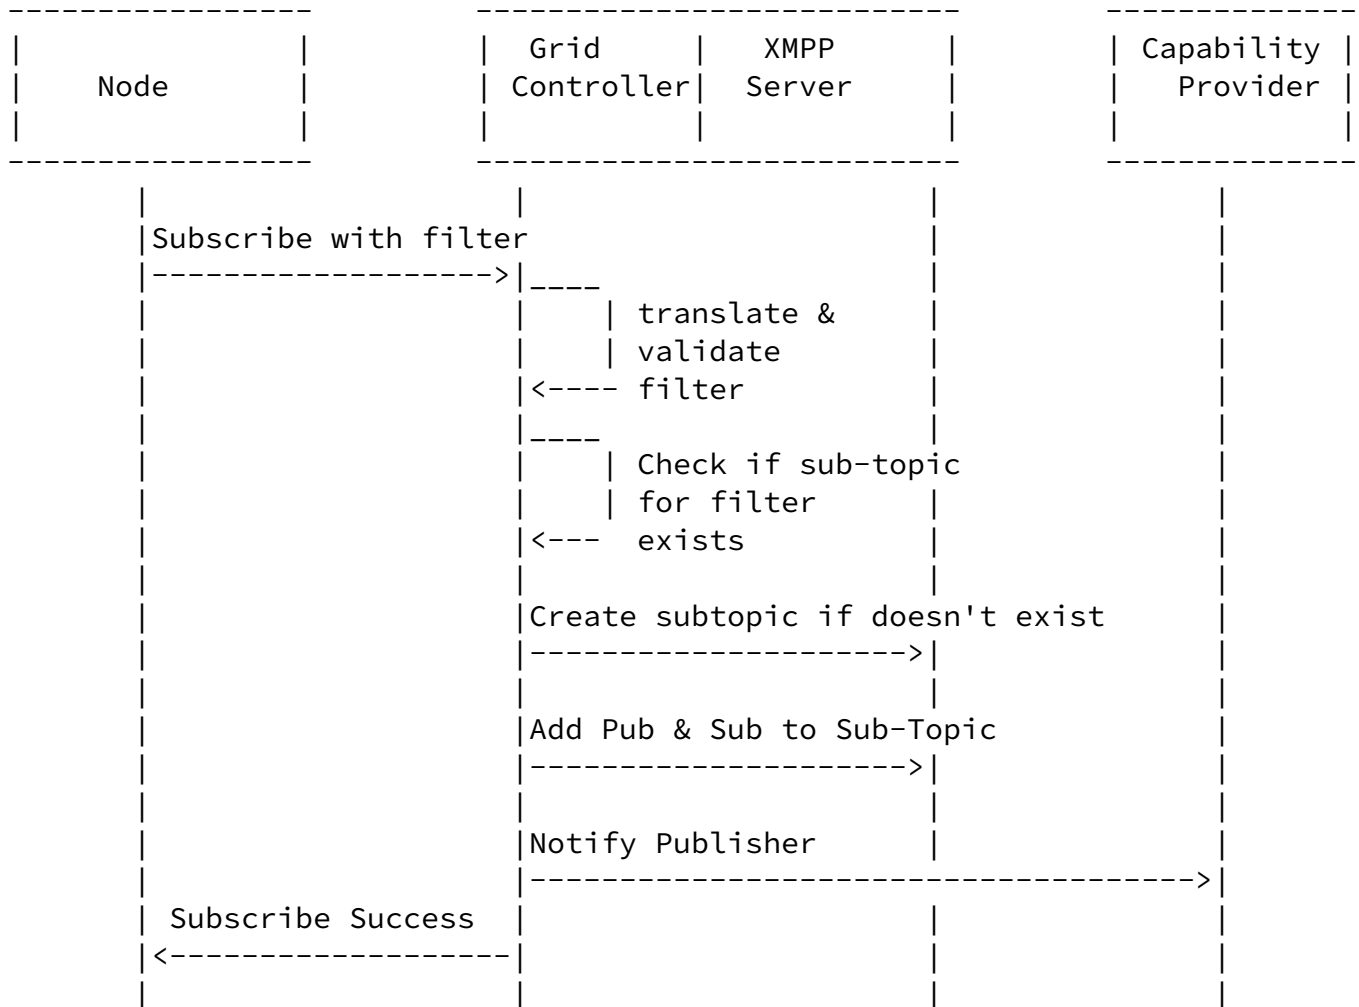 Grid XMPP Capability
Node Controller Server Provider
Subscribe with filter
translate &
validate
filter
Check if sub-topic
for filter
exists
Create subtopic if doesn't exist
Add Pub & Sub to Sub-Topic
Notify Publisher
Subscribe Success